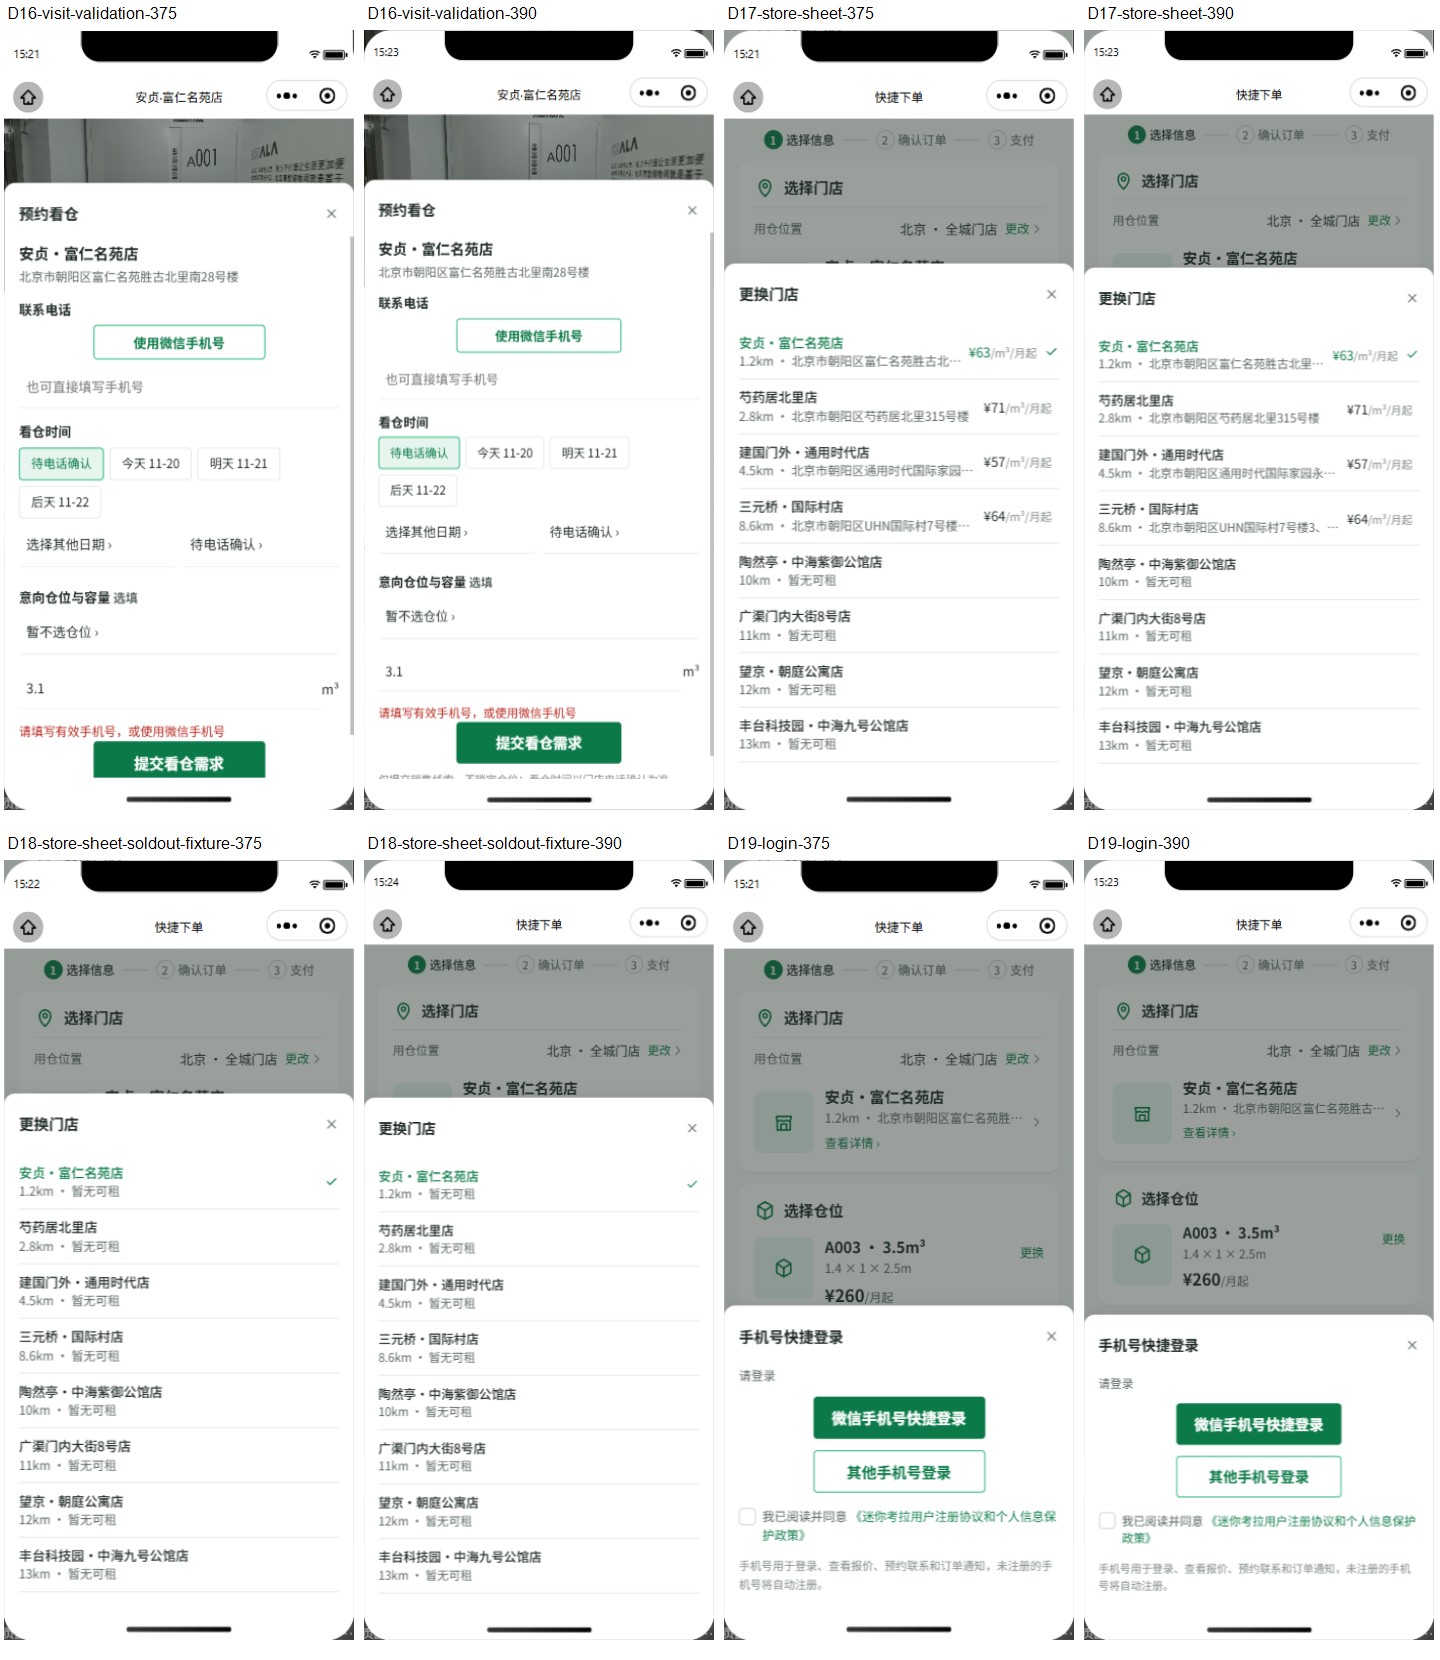 D16-visit-validation-375
15:21
安贞·富仁名苑店
A001
预约看仓
×
安贞・富仁名苑店
北京市朝阳区富仁名苑胜古北里南28号楼
联系电话
使用微信手机号
也可直接填写手机号
看仓时间
待电话确认 今天 11-20 明天 11-21
后天 11-22
选择其他日期 › 待电话确认 ›
意向仓位与容量 选填
暂不选仓位 ›
3.1 m³
请填写有效手机号，或使用微信手机号
提交看仓需求
D16-visit-validation-390
15:23
安贞·富仁名苑店
A001
预约看仓
×
安贞・富仁名苑店
北京市朝阳区富仁名苑胜古北里南28号楼
联系电话
使用微信手机号
也可直接填写手机号
看仓时间
待电话确认 今天 11-20 明天 11-21
后天 11-22
选择其他日期 › 待电话确认 ›
意向仓位与容量 选填
暂不选仓位 ›
3.1 m³
请填写有效手机号，或使用微信手机号
提交看仓需求
D17-store-sheet-375
15:21
快捷下单
1 选择信息 2 确认订单 3 支付
选择门店
用仓位置 北京 ・ 全城门店 更改 ›
更换门店
×
安贞・富仁名苑店
1.2km ・ 北京市朝阳区富仁名苑胜古北… ¥63/m³/月起
芍药居北里店
2.8km ・ 北京市朝阳区芍药居北里315号楼 ¥71/m³/月起
建国门外・通用时代店
4.5km ・ 北京市朝阳区通用时代国际家园… ¥57/m³/月起
三元桥・国际村店
8.6km ・ 北京市朝阳区UHN国际村7号楼… ¥64/m³/月起
陶然亭・中海紫御公馆店
10km ・ 暂无可租
广渠门内大街8号店
11km ・ 暂无可租
望京・朝庭公寓店
12km ・ 暂无可租
丰台科技园・中海九号公馆店
13km ・ 暂无可租
D17-store-sheet-390
15:23
快捷下单
1 选择信息 2 确认订单 3 支付
选择门店
用仓位置 北京 ・ 全城门店 更改 ›
安贞・富仁名苑店
更换门店
×
安贞・富仁名苑店
1.2km ・ 北京市朝阳区富仁名苑胜古北里… ¥63/m³/月起
芍药居北里店
2.8km ・ 北京市朝阳区芍药居北里315号楼 ¥71/m³/月起
建国门外・通用时代店
4.5km ・ 北京市朝阳区通用时代国际家园永… ¥57/m³/月起
三元桥・国际村店
8.6km ・ 北京市朝阳区UHN国际村7号楼3、… ¥64/m³/月起
陶然亭・中海紫御公馆店
10km ・ 暂无可租
广渠门内大街8号店
11km ・ 暂无可租
望京・朝庭公寓店
12km ・ 暂无可租
丰台科技园・中海九号公馆店
13km ・ 暂无可租
D18-store-sheet-soldout-fixture-375
15:22
快捷下单
1 选择信息 2 确认订单 3 支付
选择门店
用仓位置 北京 ・ 全城门店 更改 ›
更换门店
×
安贞・富仁名苑店
1.2km ・ 暂无可租
芍药居北里店
2.8km ・ 暂无可租
建国门外・通用时代店
4.5km ・ 暂无可租
三元桥・国际村店
8.6km ・ 暂无可租
陶然亭・中海紫御公馆店
10km ・ 暂无可租
广渠门内大街8号店
11km ・ 暂无可租
望京・朝庭公寓店
12km ・ 暂无可租
丰台科技园・中海九号公馆店
13km ・ 暂无可租
D18-store-sheet-soldout-fixture-390
15:24
快捷下单
1 选择信息 2 确认订单 3 支付
选择门店
用仓位置 北京 ・ 全城门店 更改 ›
安贞・富仁名苑店
更换门店
×
安贞・富仁名苑店
1.2km ・ 暂无可租
芍药居北里店
2.8km ・ 暂无可租
建国门外・通用时代店
4.5km ・ 暂无可租
三元桥・国际村店
8.6km ・ 暂无可租
陶然亭・中海紫御公馆店
10km ・ 暂无可租
广渠门内大街8号店
11km ・ 暂无可租
望京・朝庭公寓店
12km ・ 暂无可租
丰台科技园・中海九号公馆店
13km ・ 暂无可租
D19-login-375
15:21
快捷下单
1 选择信息 2 确认订单 3 支付
选择门店
用仓位置 北京 ・ 全城门店 更改 ›
安贞・富仁名苑店
1.2km ・ 北京市朝阳区富仁名苑胜… ›
查看详情 ›
选择仓位
A003 ・ 3.5m³
1.4 × 1 × 2.5m 更换
¥260/月起
手机号快捷登录
×
请登录
微信手机号快捷登录
其他手机号登录
我已阅读并同意 《迷你考拉用户注册协议和个人信息保
护政策》
手机号用于登录、查看报价、预约联系和订单通知，未注册的手
机号将自动注册。
D19-login-390
15:23
快捷下单
1 选择信息 2 确认订单 3 支付
选择门店
用仓位置 北京 ・ 全城门店 更改 ›
安贞・富仁名苑店
1.2km ・ 北京市朝阳区富仁名苑胜古… ›
查看详情 ›
选择仓位
A003 ・ 3.5m³
1.4 × 1 × 2.5m 更换
¥260/月起
手机号快捷登录
×
请登录
微信手机号快捷登录
其他手机号登录
我已阅读并同意 《迷你考拉用户注册协议和个人信息保护
政策》
手机号用于登录、查看报价、预约联系和订单通知，未注册的手机
号将自动注册。